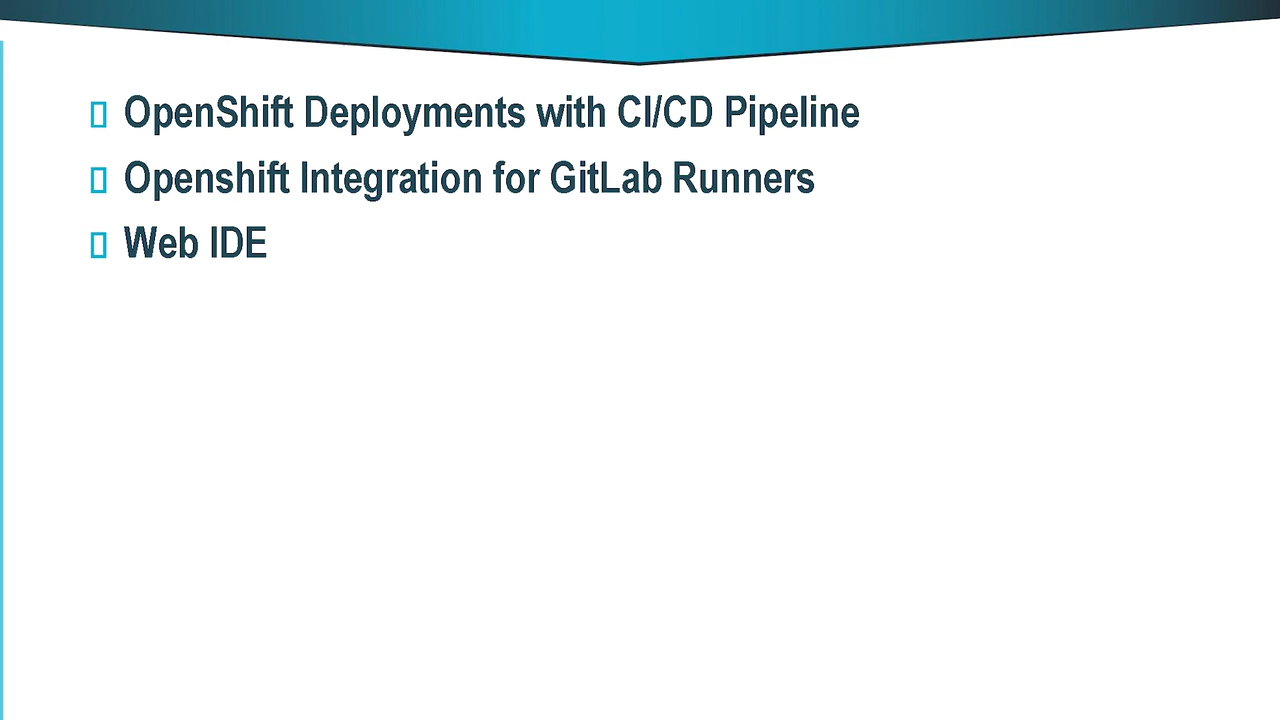 OpenShift Deployments with CI/CD Pipeline
Openshift Integration for GitLab Runners
Web IDE